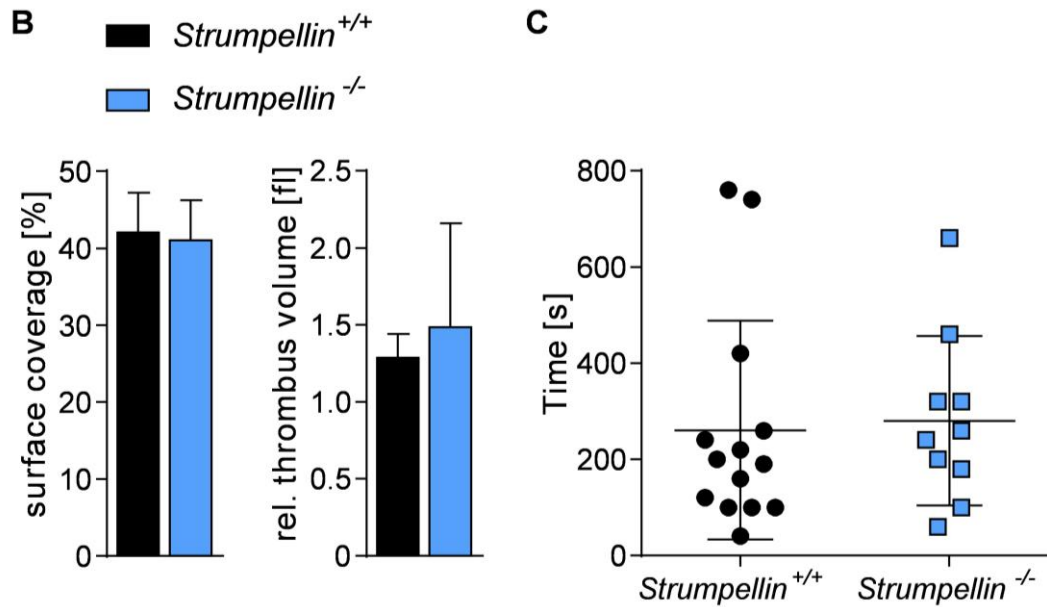 B
Strumpellin+/+
Strumpellin -/-
surface coverage [%]
50
40
30
20
10
0
rel. thrombus volume [fl]
2.5
2.0
1.5
1.0
0.5
0
C
Time [s]
800
600
400
200
0
Strumpellin+/+
Strumpellin -/-